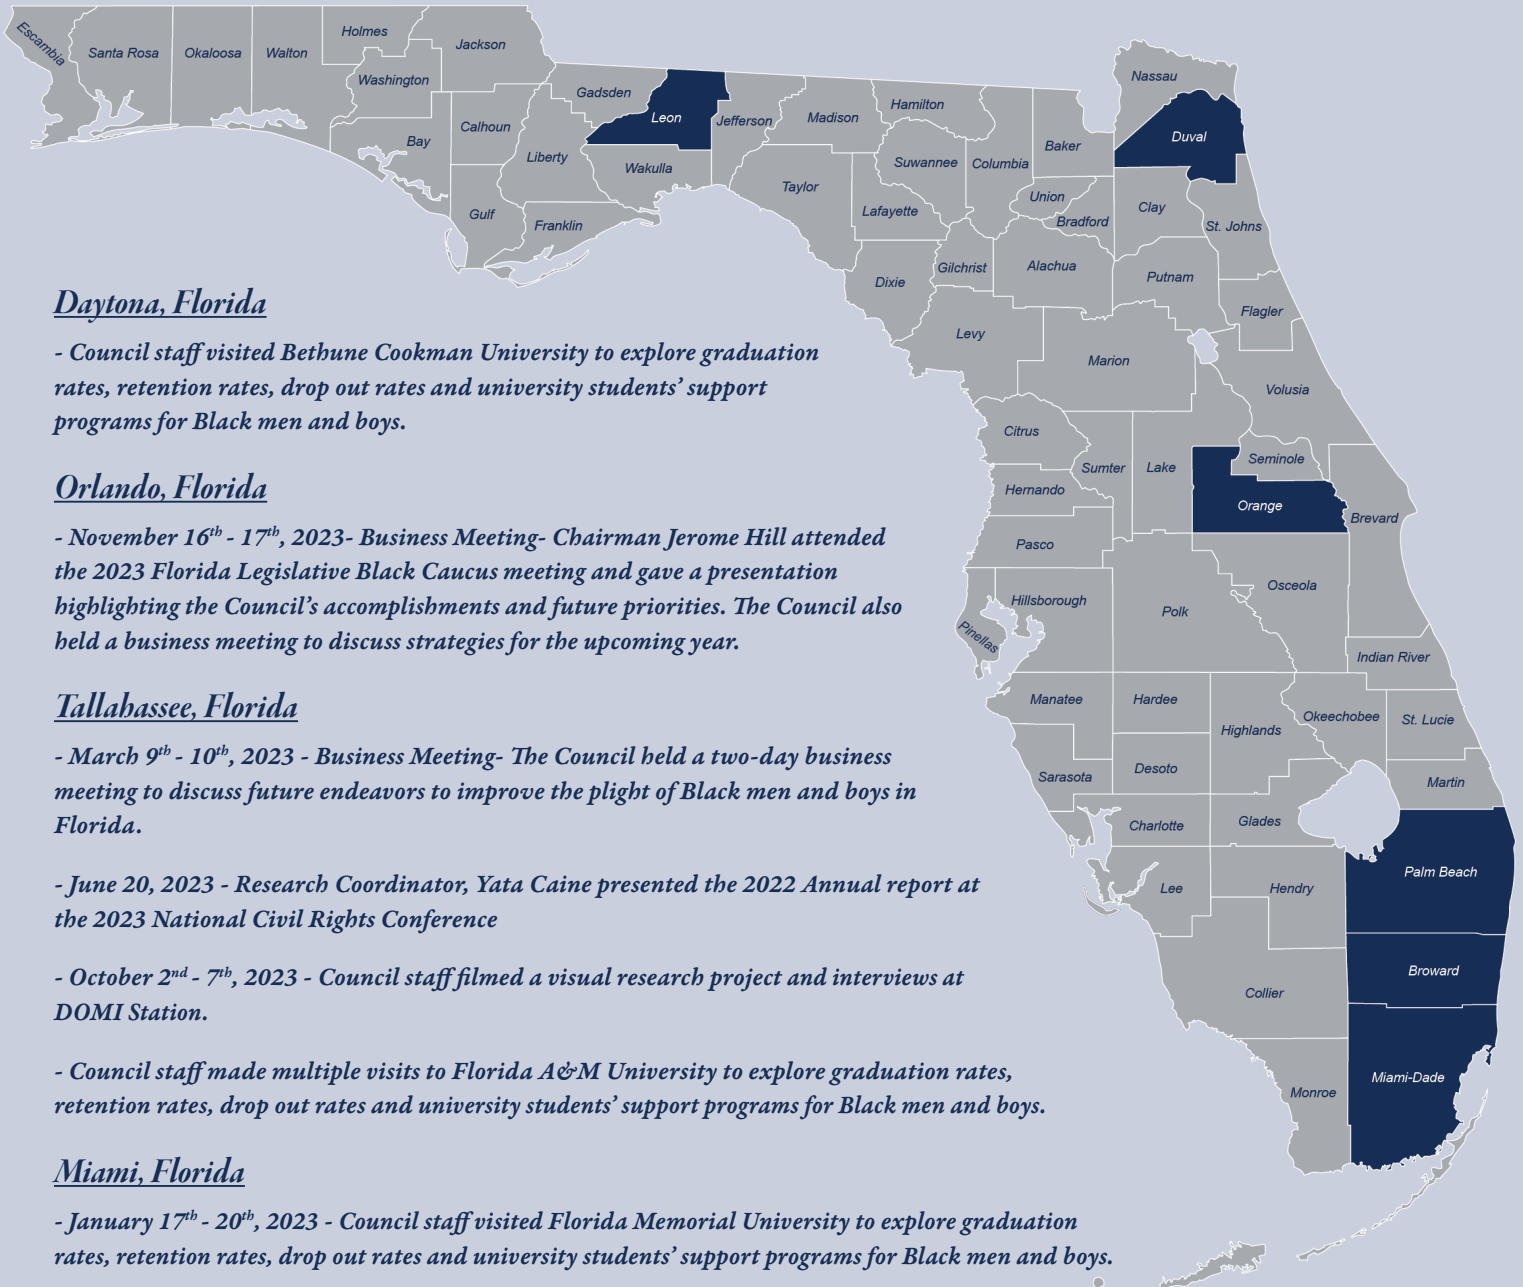 Escambia
Santa Rosa
Okaloosa
Walton
Holmes
Washington
Jackson
Bay
Calhoun
Gulf
Liberty
Gadsden
Franklin
Leon
Wakulla
Jefferson
Madison
Taylor
Hamilton
Suwannee
Lafayette
Dixie
Columbia
Gilchrist
Baker
Union
Bradford
Alachua
Levy
Nassau
Duval
Clay
St. Johns
Putnam
Flagler
Marion
Volusia
Citrus
Sumter
Lake
Seminole
Hernando
Orange
Brevard
Pasco
Osceola
Hillsborough
Pinellas
Polk
Indian River
Manatee
Hardee
Highlands
Okeechobee
St. Lucie
Sarasota
Desoto
Martin
Charlotte
Glades
Lee
Hendry
Palm Beach
Broward
Collier
Miami-Dade
Monroe
Daytona, Florida
- Council staff visited Bethune Cookman University to explore graduation
rates, retention rates, drop out rates and university students’ support
programs for Black men and boys.
Orlando, Florida
- November 16th - 17th, 2023- Business Meeting- Chairman Jerome Hill attended
the 2023 Florida Legislative Black Caucus meeting and gave a presentation
highlighting the Council’s accomplishments and future priorities. The Council also
held a business meeting to discuss strategies for the upcoming year.
Tallahassee, Florida
- March 9th - 10th, 2023 - Business Meeting- The Council held a two-day business
meeting to discuss future endeavors to improve the plight of Black men and boys in
Florida.
- June 20, 2023 - Research Coordinator, Yata Caine presented the 2022 Annual report at
the 2023 National Civil Rights Conference
- October 2nd - 7th, 2023 - Council staff filmed a visual research project and interviews at
DOMI Station.
- Council staff made multiple visits to Florida A&M University to explore graduation rates,
retention rates, drop out rates and university students’ support programs for Black men and boys.
Miami, Florida
- January 17th - 20th, 2023 - Council staff visited Florida Memorial University to explore graduation
rates, retention rates, drop out rates and university students’ support programs for Black men and boys.